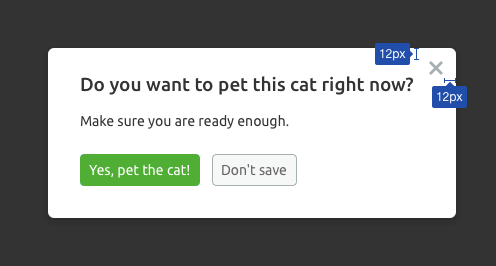 12px
12px
Do you want to pet this cat right now?
Make sure you are ready enough.
Yes, pet the cat!
Don't save